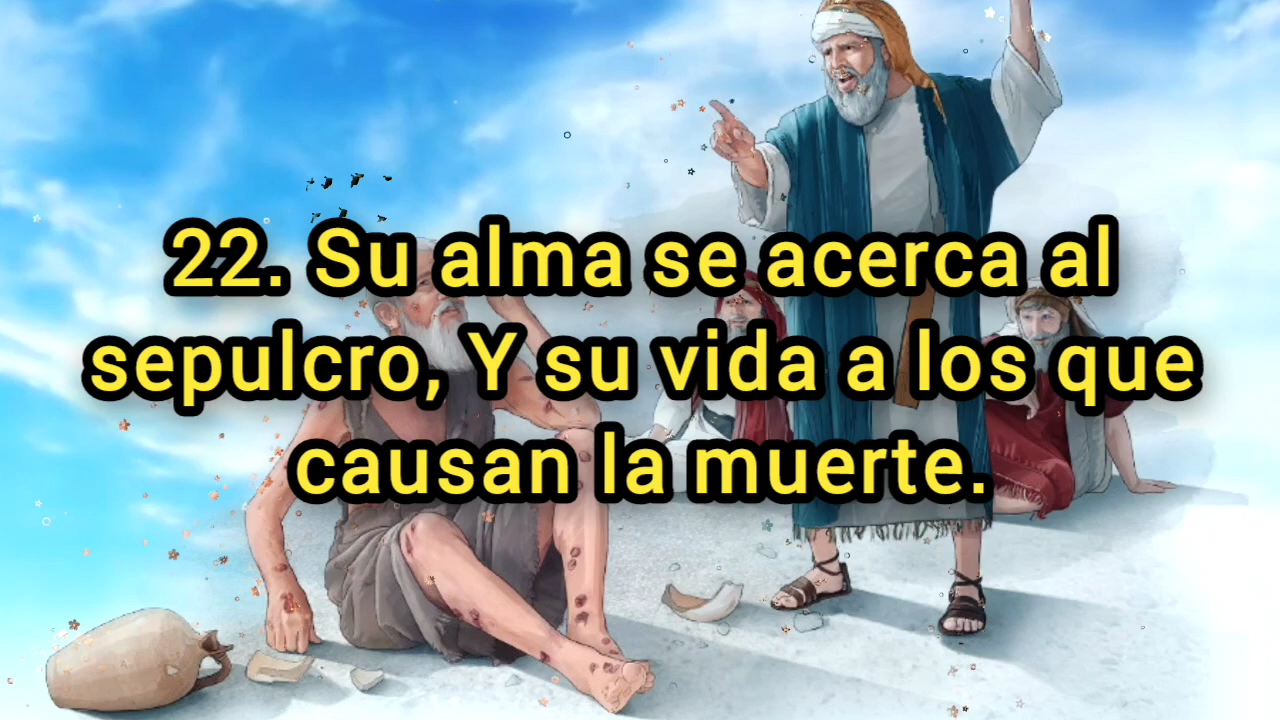 22. Su alma se acerca al
sepulcro, Y su vida a los que
causan la muerte.